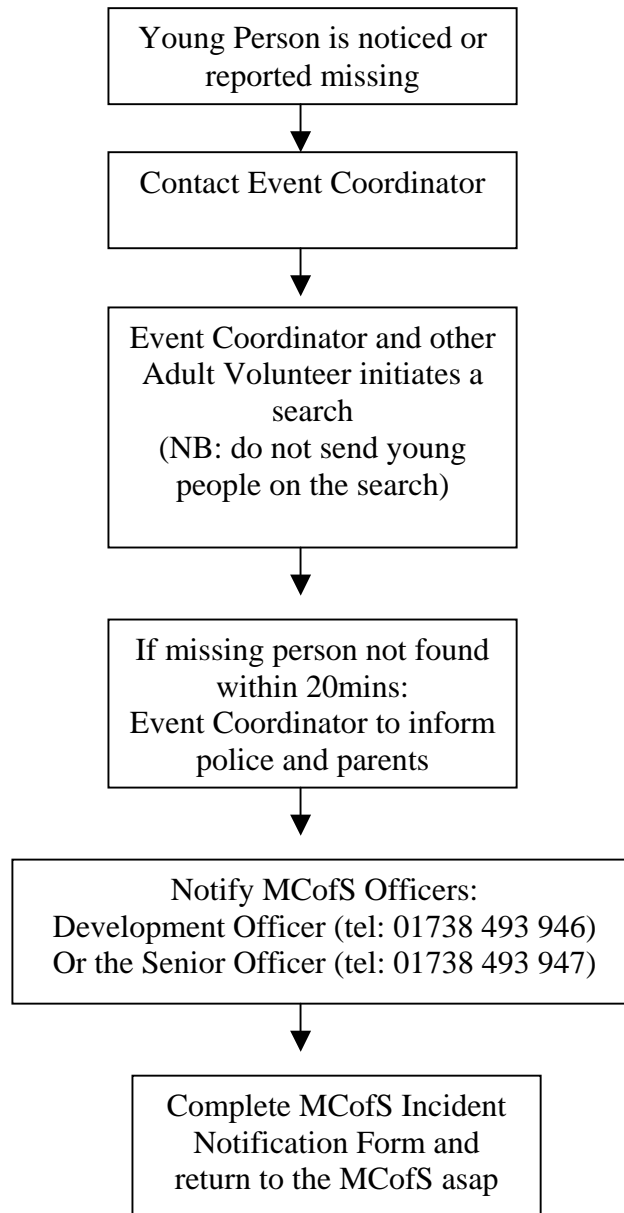 Young Person is noticed or
reported missing
Contact Event Coordinator
Event Coordinator and other
Adult Volunteer initiates a
search
(NB: do not send young
people on the search)
If missing person not found
within 20mins:
Event Coordinator to inform
police and parents
Notify MCofS Officers:
Development Officer (tel: 01738 493 946)
Or the Senior Officer (tel: 01738 493 947)
Complete MCofS Incident
Notification Form and
return to the MCofS asap